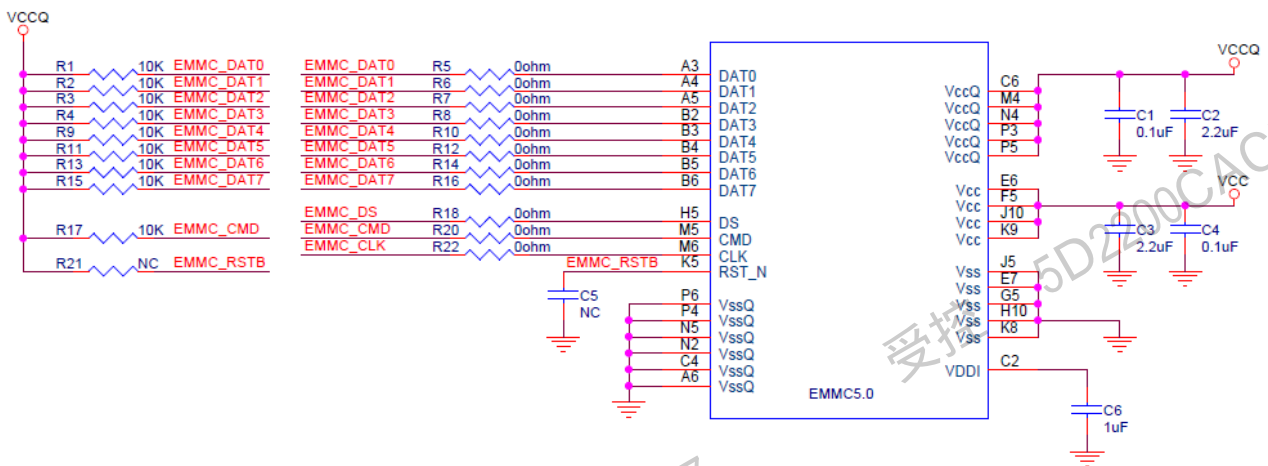 VCCQ
R1 10K EMMC_DAT0
R2 10K EMMC_DAT1
R3 10K EMMC_DAT2
R4 10K EMMC_DAT3
R9 10K EMMC_DAT4
R11 10K EMMC_DAT5
R13 10K EMMC_DAT6
R15 10K EMMC_DAT7
R17 10K EMMC_CMD
R21 NC EMMC_RSTB
EMMC_DAT0 R5 0ohm A3 DAT0
EMMC_DAT1 R6 0ohm A4 DAT1
EMMC_DAT2 R7 0ohm A5 DAT2
EMMC_DAT3 R8 0ohm B2 DAT3
EMMC_DAT4 R10 0ohm B3 DAT4
EMMC_DAT5 R12 0ohm B4 DAT5
EMMC_DAT6 R14 0ohm B5 DAT6
EMMC_DAT7 R16 0ohm B6 DAT7
EMMC_DS R18 0ohm H5 DS
EMMC_CMD R20 0ohm M5 CMD
EMMC_CLK R22 0ohm M6 CLK
EMMC_RSTB K5 RST_N
C5
NC
P6 VssQ
P4 VssQ
N5 VssQ
N2 VssQ
C4 VssQ
A6 VssQ
EMMC5.0
VccQ C6
VccQ M4
VccQ N4
VccQ P3
VccQ P5
VCCQ
C1
0.1uF
C2
2.2uF
Vcc E6
Vcc F5
Vcc J10
Vcc K9
VCC
C3
2.2uF
C4
0.1uF
Vss J5
Vss E7
Vss G5
Vss H10
Vss K8
VDDI C2
C6
1uF
受控
5D2200CAC